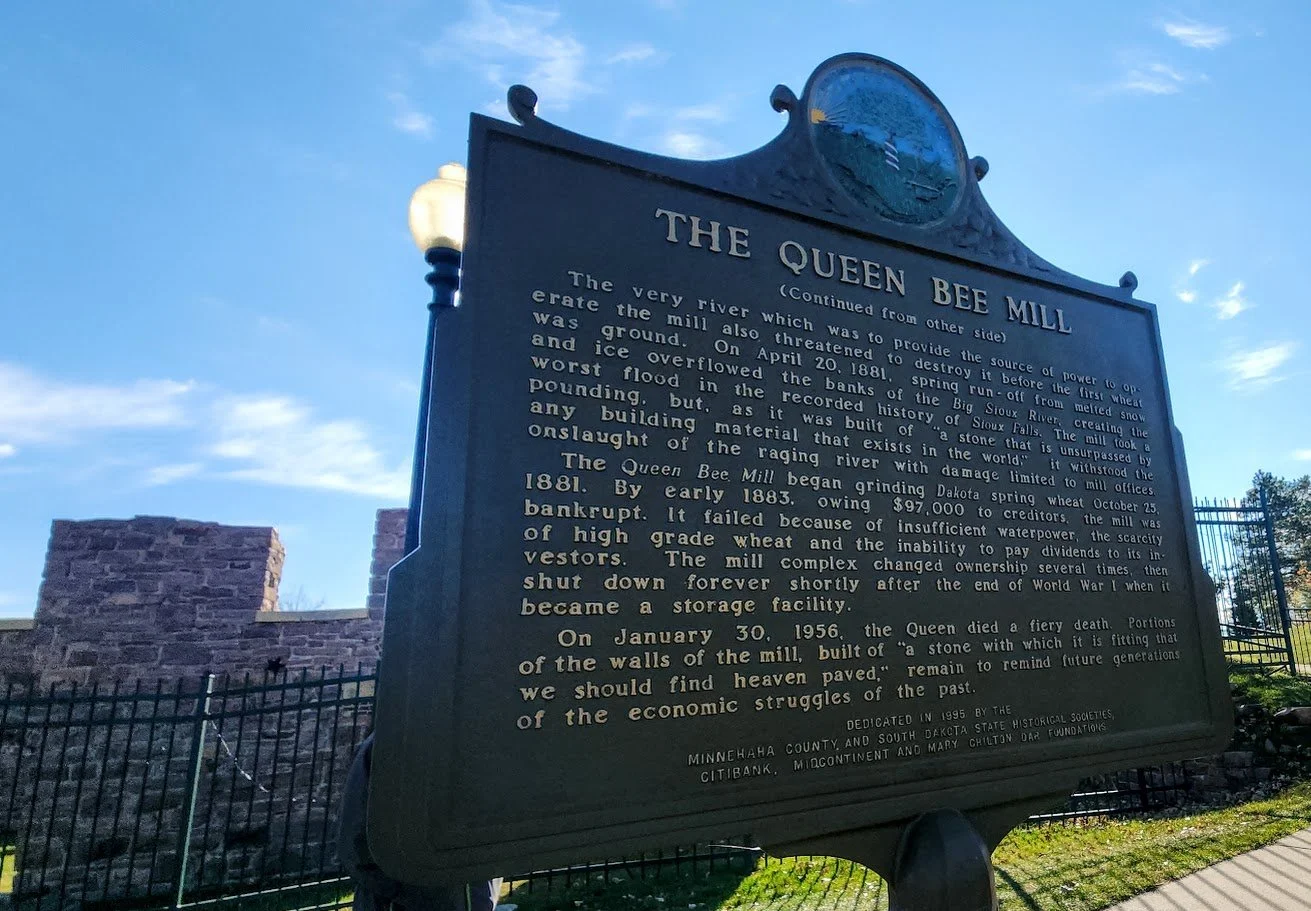 THE QUEEN BEE MILL
(Continued from other side)
The very river which was to provide the source of power to op-
erate the mill also threatened to destroy it before the first wheat
was ground. On April 20, 1881, spring run-off from melted snow
and ice overflowed the banks of the Big Sioux River, creating the
worst flood in the recorded history of Sioux Falls. The mill took a
pounding, but, as it was built of "a stone that is unsurpassed by
any building material that exists in the world," it withstood the
onslaught of the raging river with damage limited to mill offices.
The Queen Bee Mill began grinding Dakota spring wheat October 25,
1881. By early 1883, owing $97,000 to creditors, the mill was
bankrupt. It failed because of insufficient waterpower, the scarcity
of high grade wheat and the inability to pay dividends to its in-
vestors. The mill complex changed ownership several times, then
shut down forever shortly after the end of World War I when it
became a storage facility.
On January 30, 1956, the Queen died a fiery death. Portions
of the walls of the mill, built of "a stone with which it is fitting that
we should find heaven paved," remain to remind future generations
of the economic struggles of the past.
DEDICATED IN 1995 BY THE
MINNEHAHA COUNTY, AND SOUTH DAKOTA STATE HISTORICAL SOCIETIES,
CITIBANK, MIDCONTINENT AND MARY CHILTON DAR FOUNDATIONS